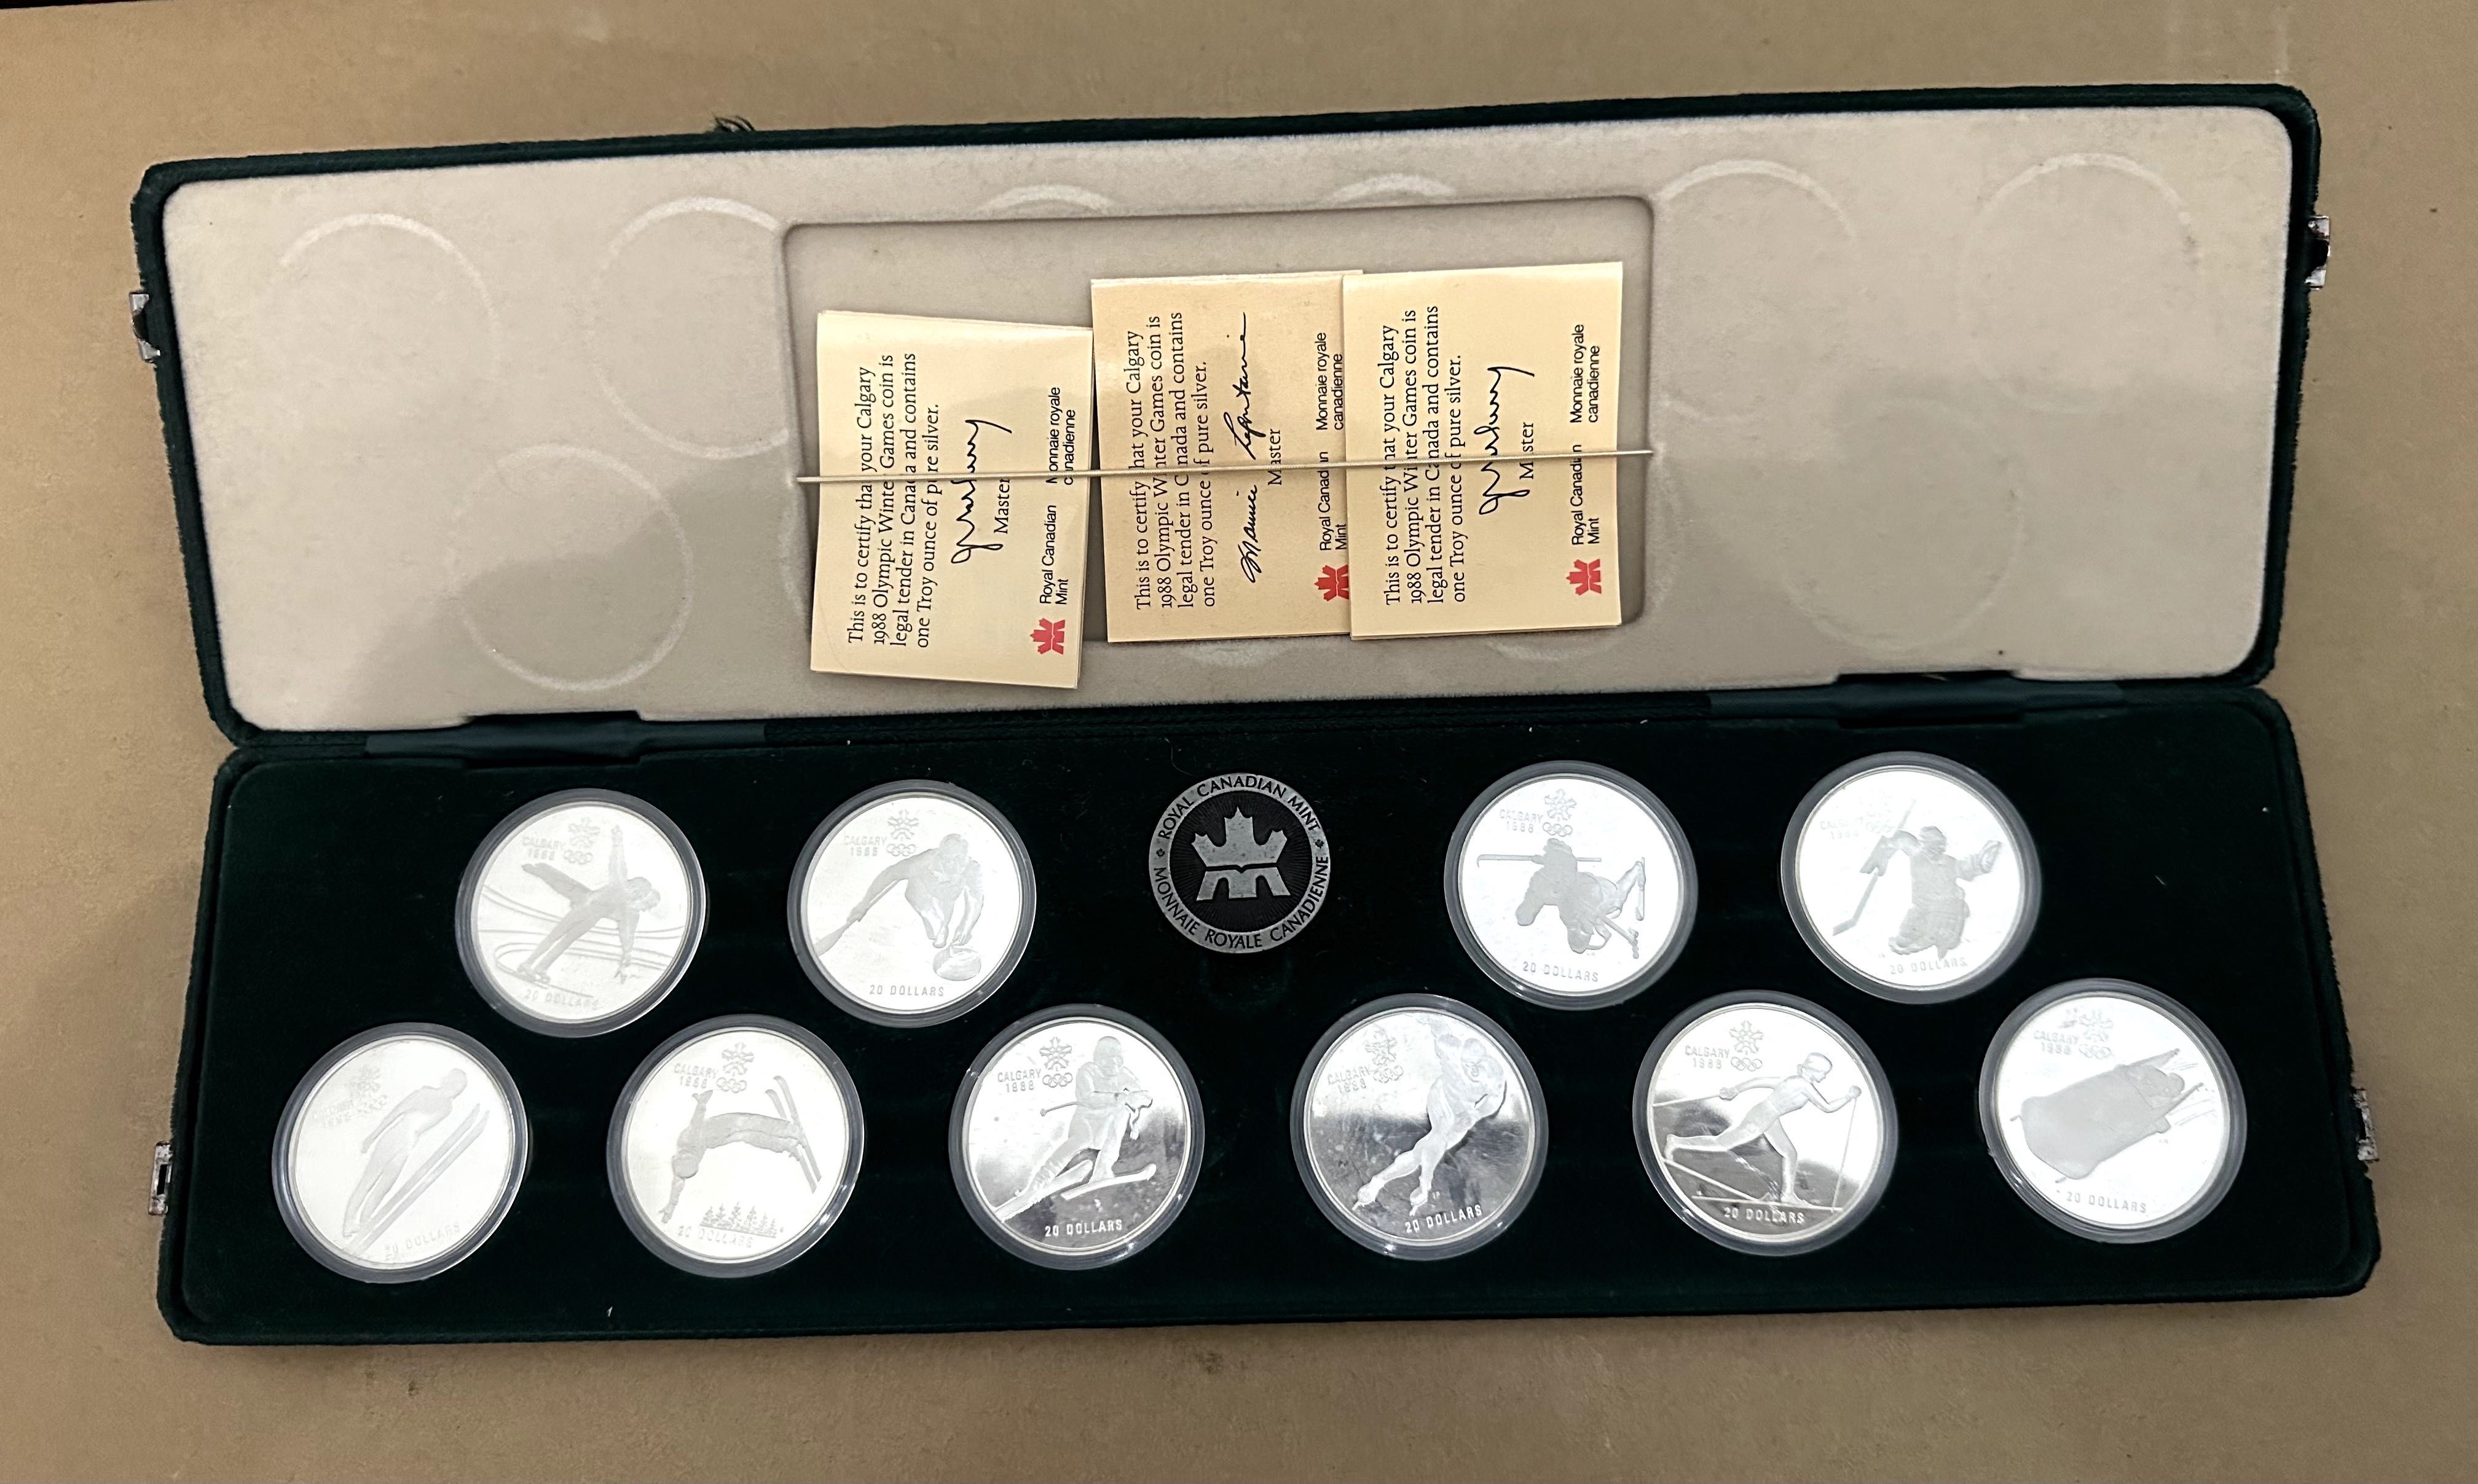 This is to certify that your Calgary
1988 Olympic Winter Games coin is
legal tender in Canada and contains
one Troy ounce of pure silver.
Master
Royal Canadian Mint
Monnaie royale canadienne
This is to certify that your Calgary
1988 Olympic Winter Games coin is
legal tender in Canada and contains
one Troy ounce of pure silver.
Maurice Lafontaine
Master
Royal Canadian Mint
Monnaie royale canadienne
This is to certify that your Calgary
1988 Olympic Winter Games coin is
legal tender in Canada and contains
one Troy ounce of pure silver.
Master
Royal Canadian Mint
Monnaie royale canadienne
CALGARY
1988
20 DOLLARS
CALGARY
1988
20 DOLLARS
ROYAL CANADIAN MINT
MONNAIE ROYALE CANADIENNE
CALGARY
1988
20 DOLLARS
CALGARY
1988
20 DOLLARS
CALGARY
1988
20 DOLLARS
CALGARY
1988
20 DOLLARS
CALGARY
1988
20 DOLLARS
CALGARY
1988
20 DOLLARS
CALGARY
1988
20 DOLLARS
CALGARY
1988
20 DOLLARS